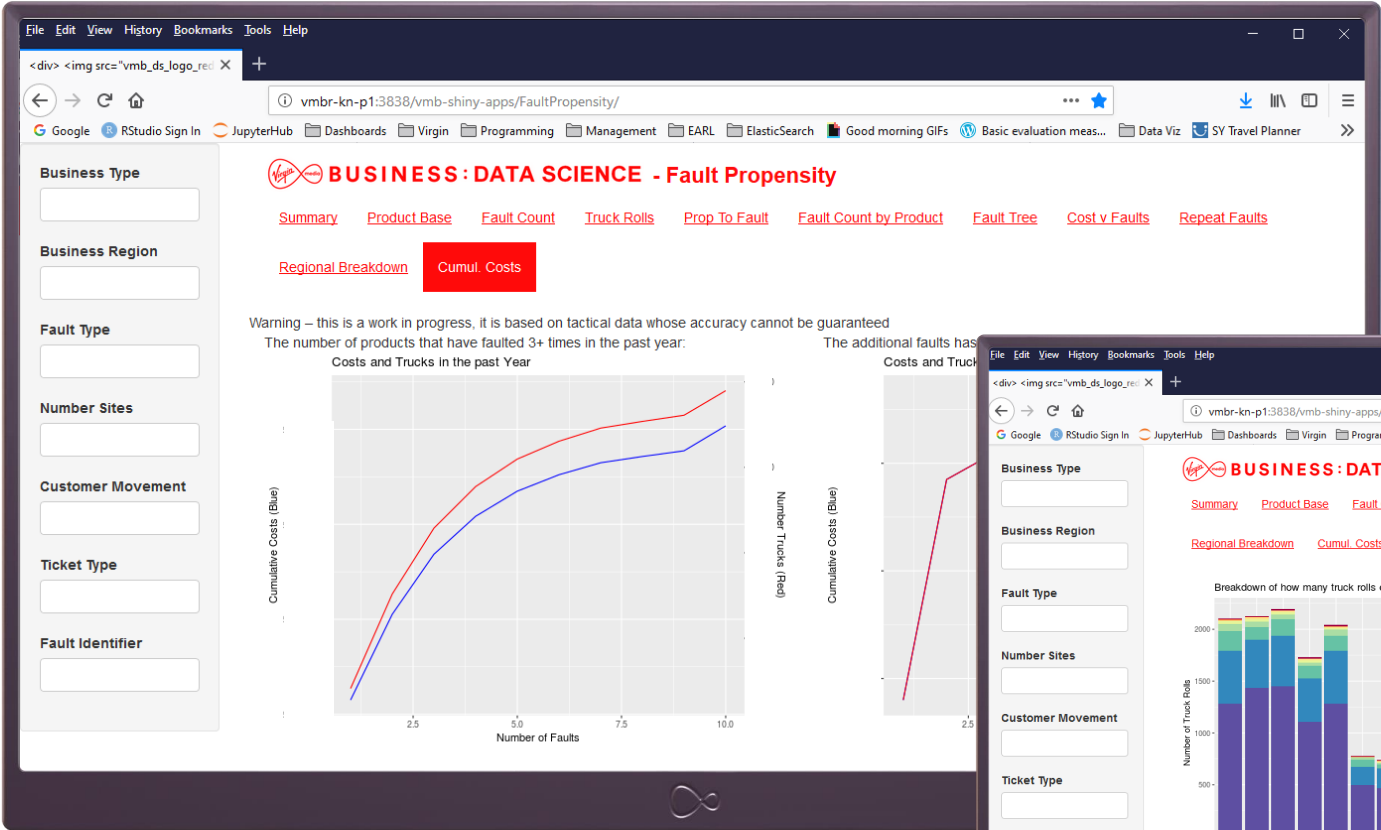 File Edit View History Bookmarks Tools Help
<div> <img src="vmb_ds_logo_red
vmbr-kn-p1:3838/vmb-shiny-apps/FaultPropensity/
Google RStudio Sign In JupyterHub Dashboards Virgin Programming Management EARL ElasticSearch Good morning GIFs Basic evaluation meas... Data Viz SY Travel Planner
Virgin media BUSINESS: DATA SCIENCE - Fault Propensity
Summary Product Base Fault Count Truck Rolls Prop To Fault Fault Count by Product Fault Tree Cost v Faults Repeat Faults
Regional Breakdown Cumul. Costs
Business Type
Business Region
Fault Type
Number Sites
Customer Movement
Ticket Type
Fault Identifier
Warning – this is a work in progress, it is based on tactical data whose accuracy cannot be guaranteed
The number of products that have faulted 3+ times in the past year:
Costs and Trucks in the past Year
Cumulative Costs (Blue)
Number Trucks (Red)
2.5 5.0 7.5 10.0
Number of Faults
The additional faults has
Costs and Truck
Cumulative Costs (Blue)
2.5
File Edit View History Bookmarks Tools Help
<div> <img src="vmb_ds_logo_red
vmbr-kn-p1:3838/vmb-shiny-apps/
Google RStudio Sign In JupyterHub Dashboards Virgin Progra
Virgin media BUSINESS: DAT
Summary Product Base Fault
Regional Breakdown Cumul. Costs
Business Type
Business Region
Fault Type
Number Sites
Customer Movement
Ticket Type
Breakdown of how many truck rolls
Number of Truck Rolls
2000
1500
1000
500